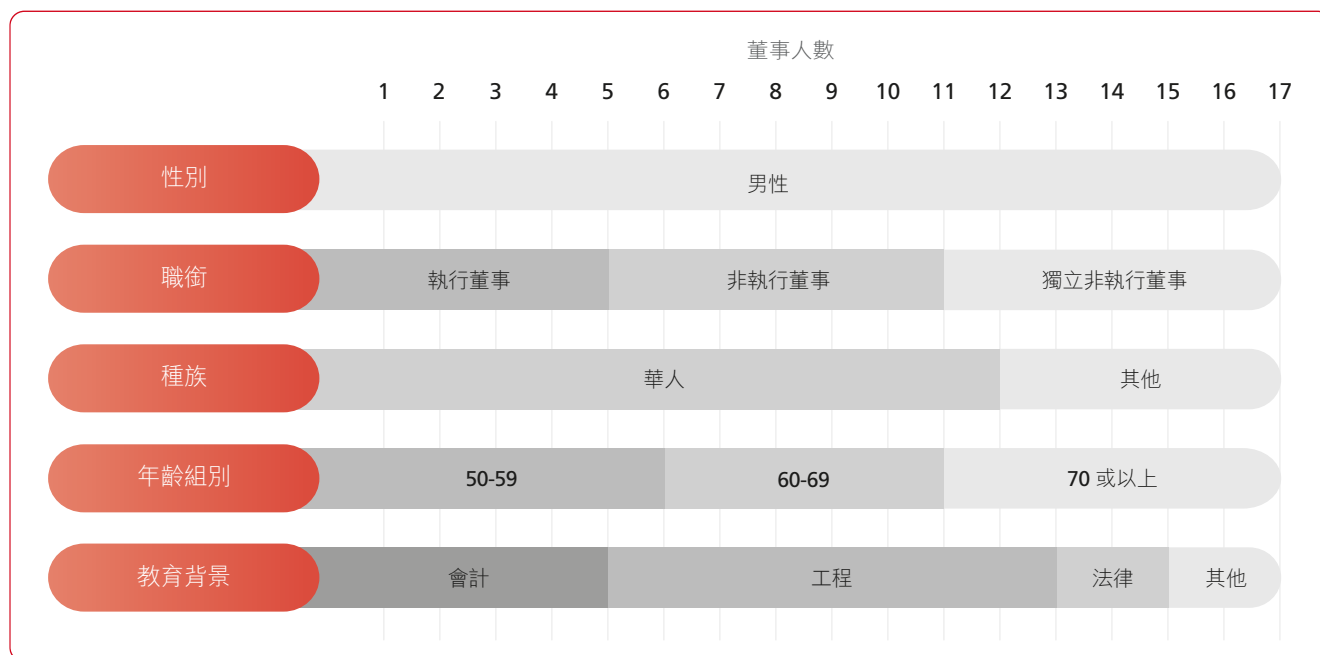 董事人數
1 2 3 4 5 6 7 8 9 10 11 12 13 14 15 16 17
性別 男性
職銜 執行董事 非執行董事 獨立非執行董事
種族 華人 其他
年齡組別 50-59 60-69 70 或以上
教育背景 會計 工程 法律 其他